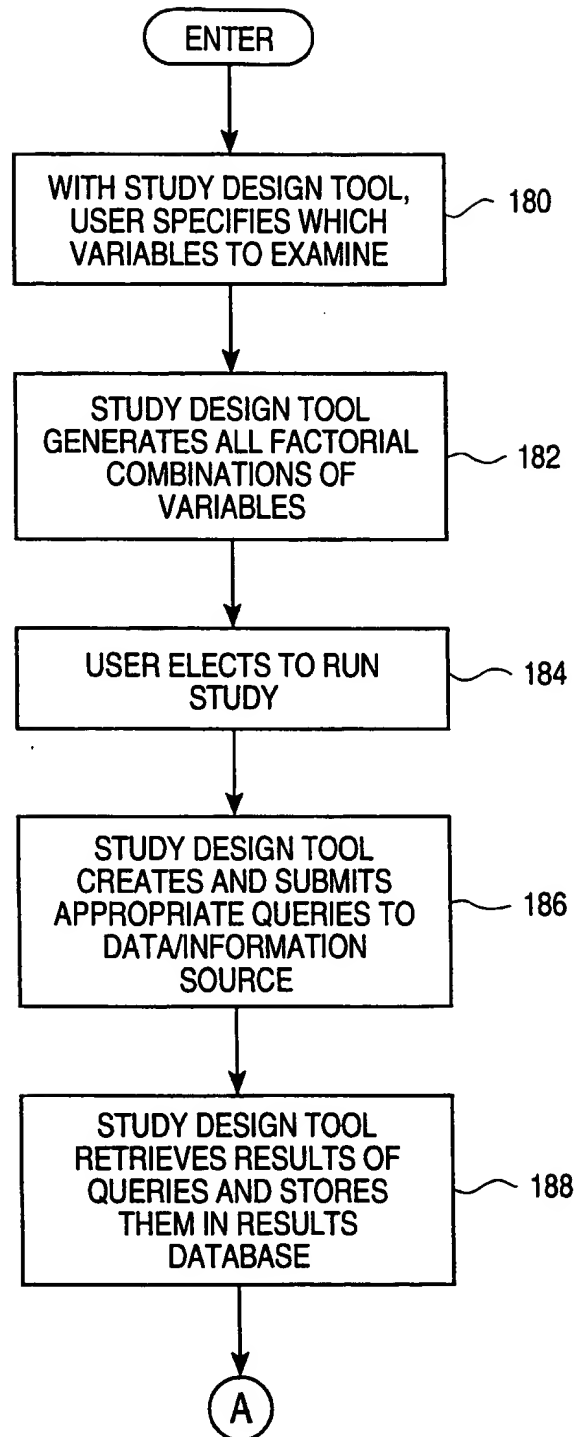 ENTER
WITH STUDY DESIGN TOOL,
USER SPECIFIES WHICH
VARIABLES TO EXAMINE
180
STUDY DESIGN TOOL
GENERATES ALL FACTORIAL
COMBINATIONS OF
VARIABLES
182
USER ELECTS TO RUN
STUDY
184
STUDY DESIGN TOOL
CREATES AND SUBMITS
APPROPRIATE QUERIES TO
DATA/INFORMATION
SOURCE
186
STUDY DESIGN TOOL
RETRIEVES RESULTS OF
QUERIES AND STORES
THEM IN RESULTS
DATABASE
188
A